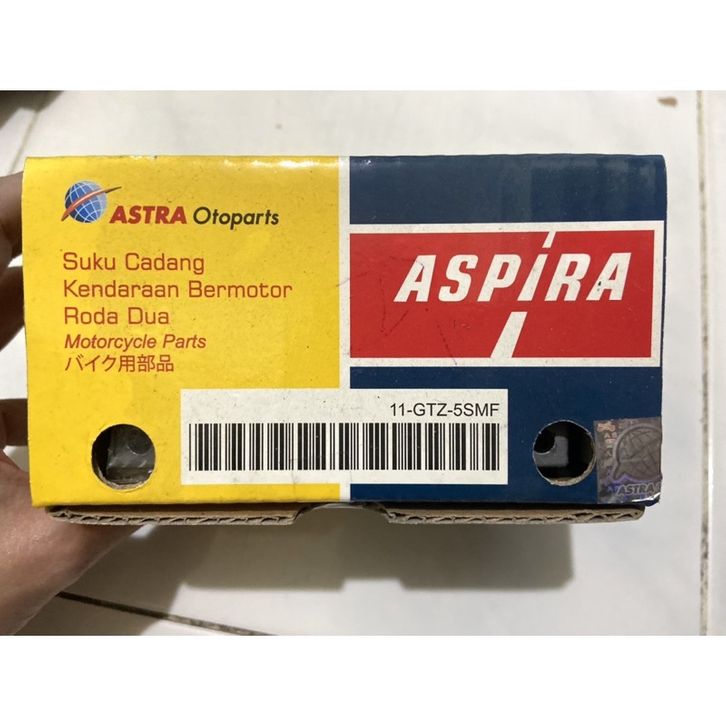 ASTRA Otoparts
Suku Cadang
Kendaraan Bermotor
Roda Dua
Motorcycle Parts
バイク用部品
ASPIRA
11-GTZ-5SMF
ASTRA